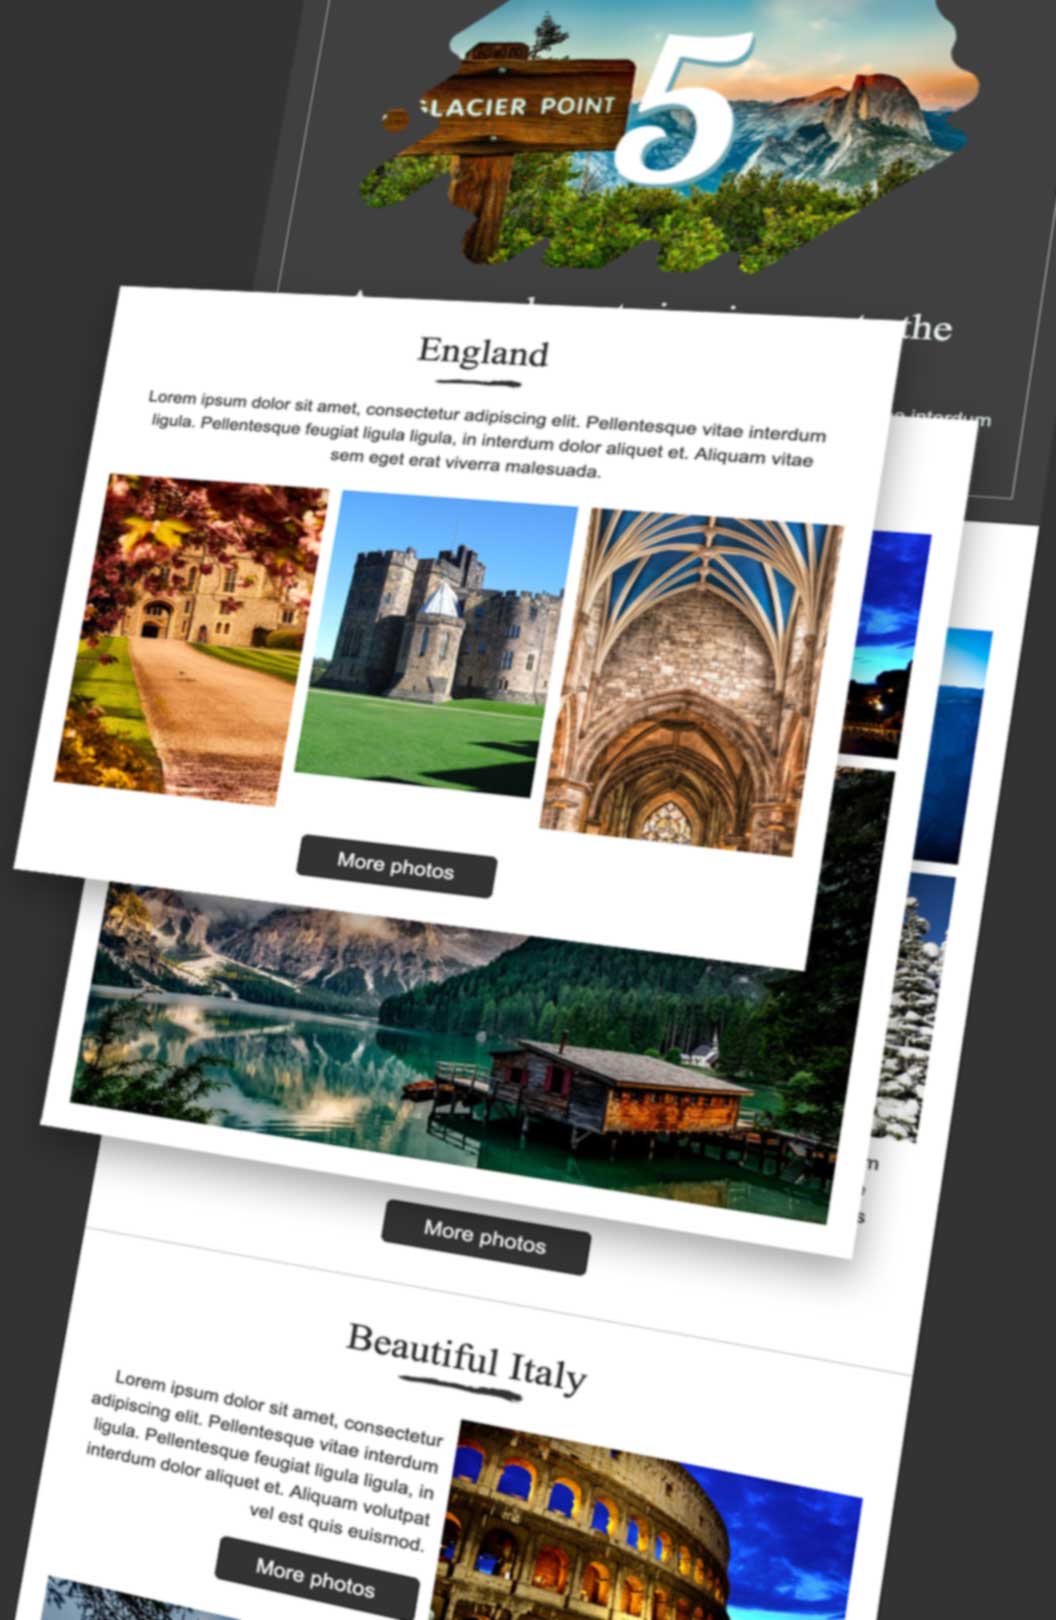 GLACIER POINT
5
the
interdum
England
Lorem ipsum dolor sit amet, consectetur adipiscing elit. Pellentesque vitae interdum
ligula. Pellentesque feugiat ligula ligula, in interdum dolor aliquet et. Aliquam vitae
sem eget erat viverra malesuada.
More photos
More photos
Beautiful Italy
Lorem ipsum dolor sit amet, consectetur
adipiscing elit. Pellentesque vitae interdum
ligula. Pellentesque feugiat ligula ligula, in
interdum dolor aliquet et. Aliquam volutpat
vel est quis euismod.
More photos